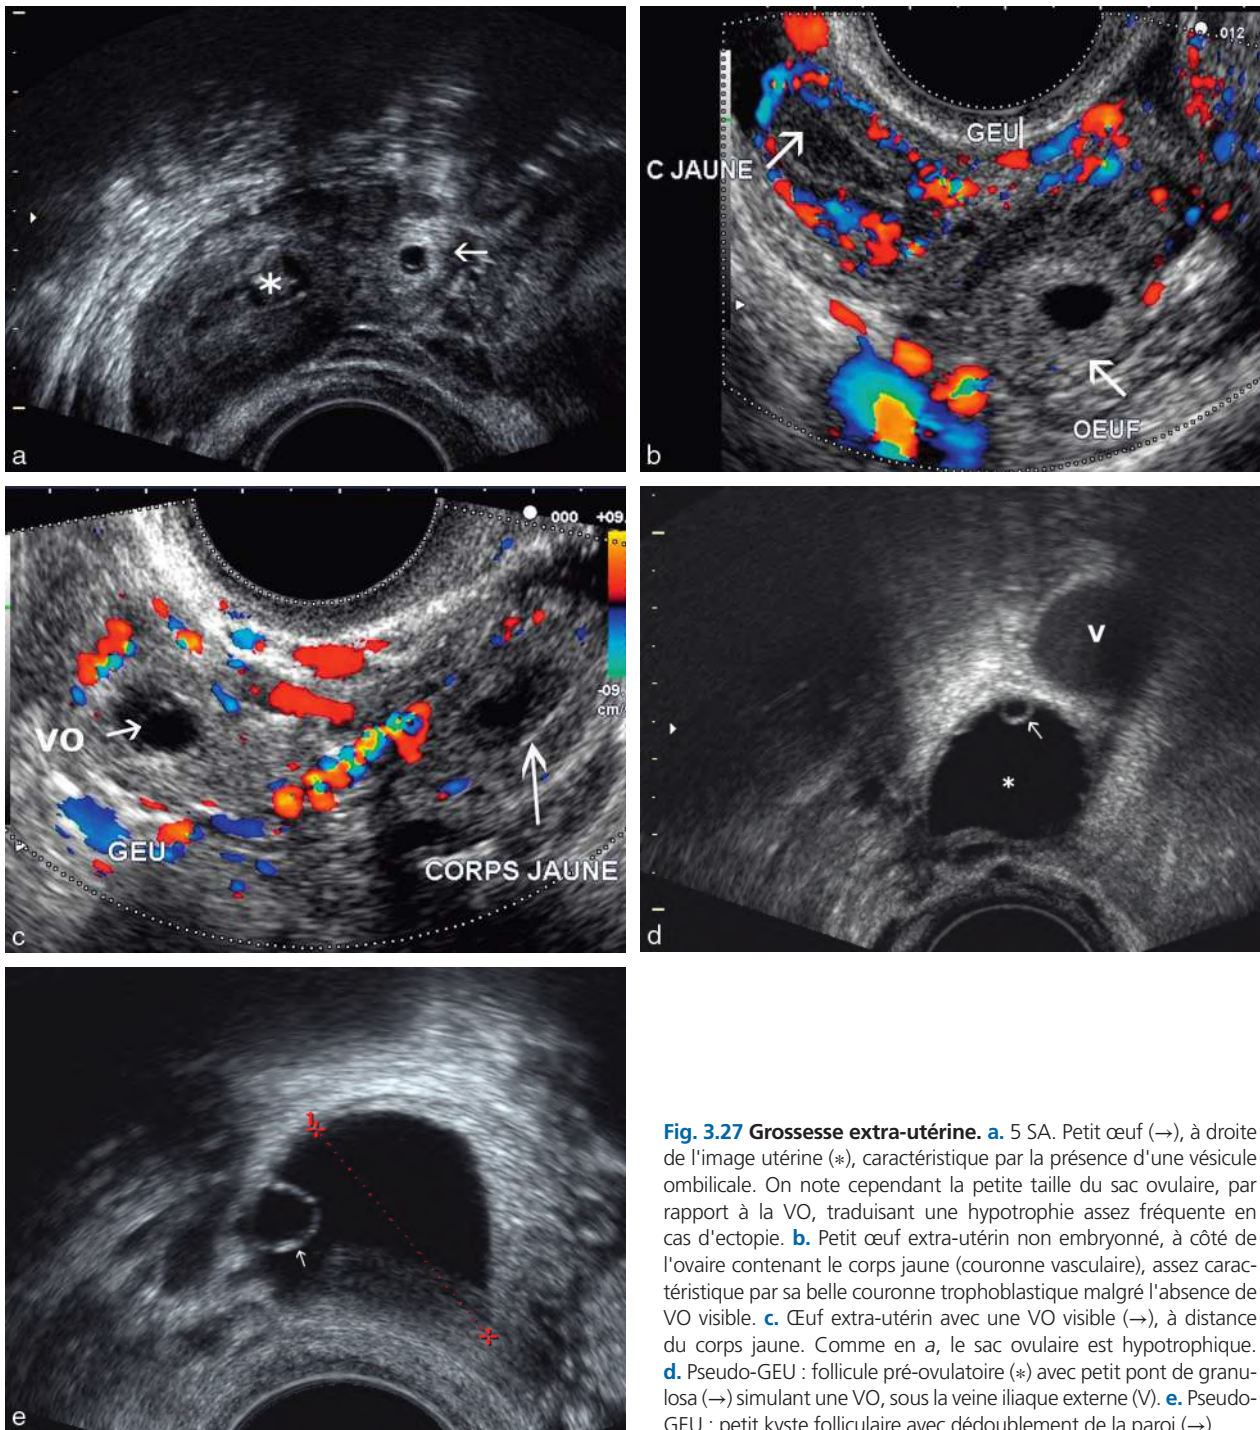 *
←
a
012
GEU
C JAUNE
OEUF
b
000 +09.
-09.
cm/
VO
GEU
CORPS JAUNE
c
V
*
d
1
e
Fig. 3.27 Grossesse extra-utérine. a. 5 SA. Petit œuf (→), à droite
de l'image utérine (*), caractéristique par la présence d'une vésicule
ombilicale. On note cependant la petite taille du sac ovulaire, par
rapport à la VO, traduisant une hypotrophie assez fréquente en
cas d'ectopie. b. Petit œuf extra-utérin non embryonné, à côté de
l'ovaire contenant le corps jaune (couronne vasculaire), assez carac-
téristique par sa belle couronne trophoblastique malgré l'absence de
VO visible. c. Œuf extra-utérin avec une VO visible (→), à distance
du corps jaune. Comme en a, le sac ovulaire est hypotrophique.
d. Pseudo-GEU : follicule pré-ovulatoire (*) avec petit pont de granu-
losa (→) simulant une VO, sous la veine iliaque externe (V). e. Pseudo-
GEU : petit kyste folliculaire avec dédoublement de la paroi (→)